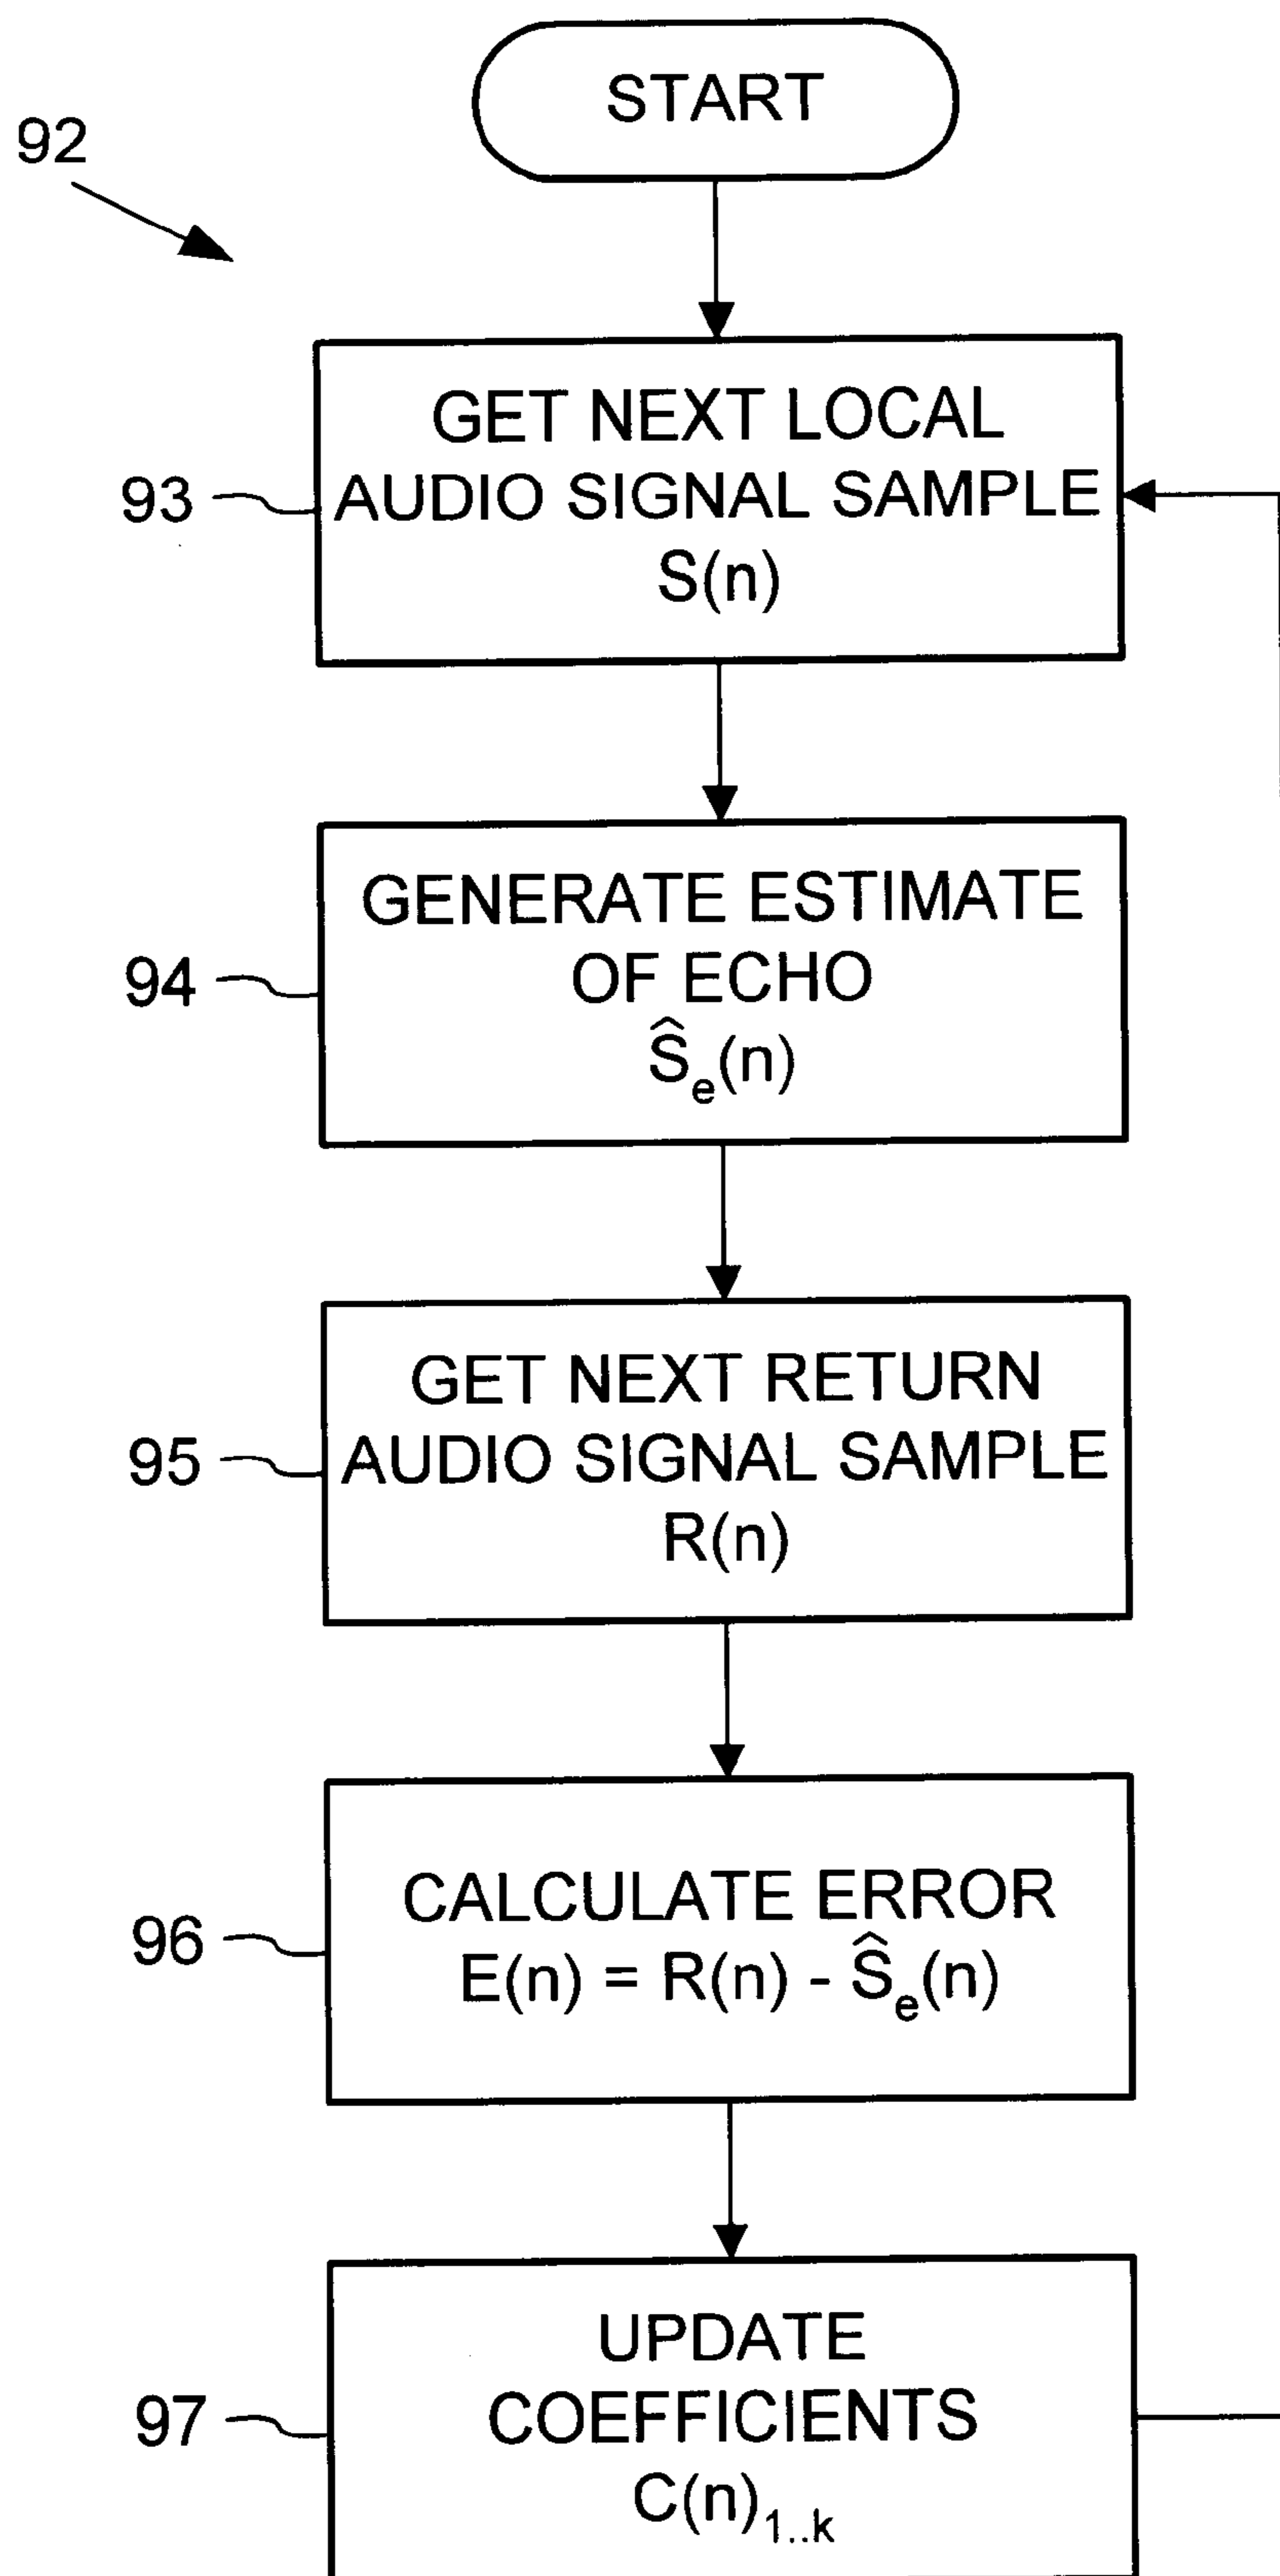 START
92
GET NEXT LOCAL
93
AUDIO SIGNAL SAMPLE
S(n)
GENERATE ESTIMATE
94
OF ECHO
Ŝₑ(n)
GET NEXT RETURN
95
AUDIO SIGNAL SAMPLE
R(n)
CALCULATE ERROR
96
E(n) = R(n) - Ŝₑ(n)
UPDATE
97
COEFFICIENTS
C(n)₁..ₖ